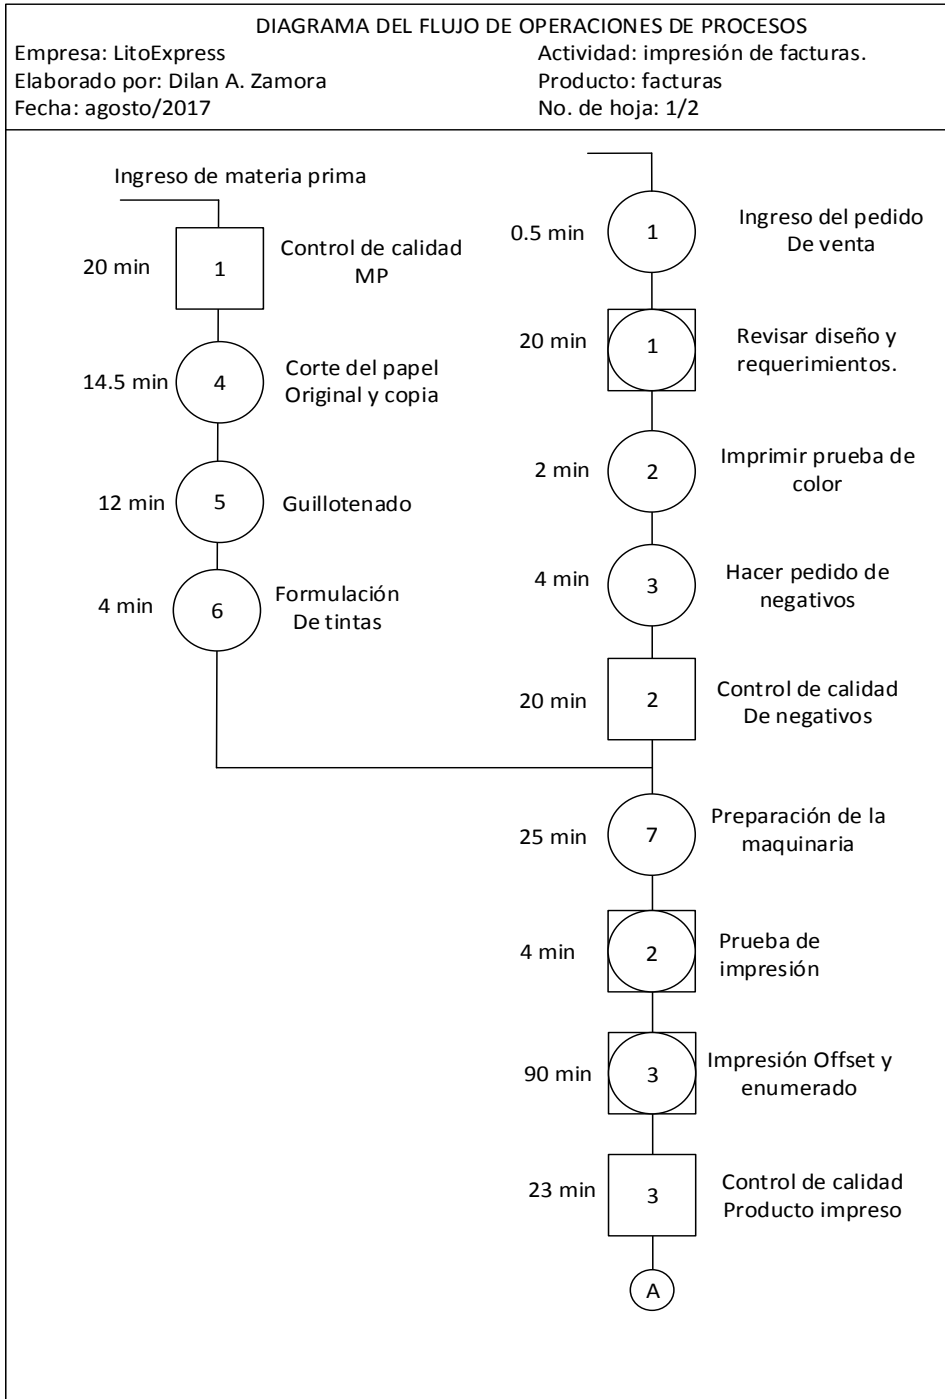 DIAGRAMA DEL FLUJO DE OPERACIONES DE PROCESOS
Empresa: LitoExpress
Elaborado por: Dilan A. Zamora
Fecha: agosto/2017
Actividad: impresión de facturas.
Producto: facturas
No. de hoja: 1/2
Ingreso de materia prima
20 min
1
Control de calidad
MP
14.5 min
4
Corte del papel
Original y copia
12 min
5
Guillotenado
4 min
6
Formulación
De tintas
0.5 min
1
Ingreso del pedido
De venta
20 min
1
Revisar diseño y
requerimientos.
2 min
2
Imprimir prueba de
color
4 min
3
Hacer pedido de
negativos
20 min
2
Control de calidad
De negativos
25 min
7
Preparación de la
maquinaria
4 min
2
Prueba de
impresión
90 min
3
Impresión Offset y
enumerado
23 min
3
Control de calidad
Producto impreso
A